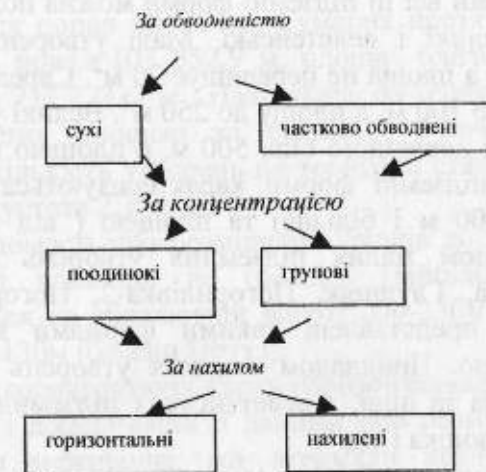 За обводненістю
сухі
частково обводнені
За концентрацією
поодинокі
групові
За нахилом
горизонтальні
нахилені